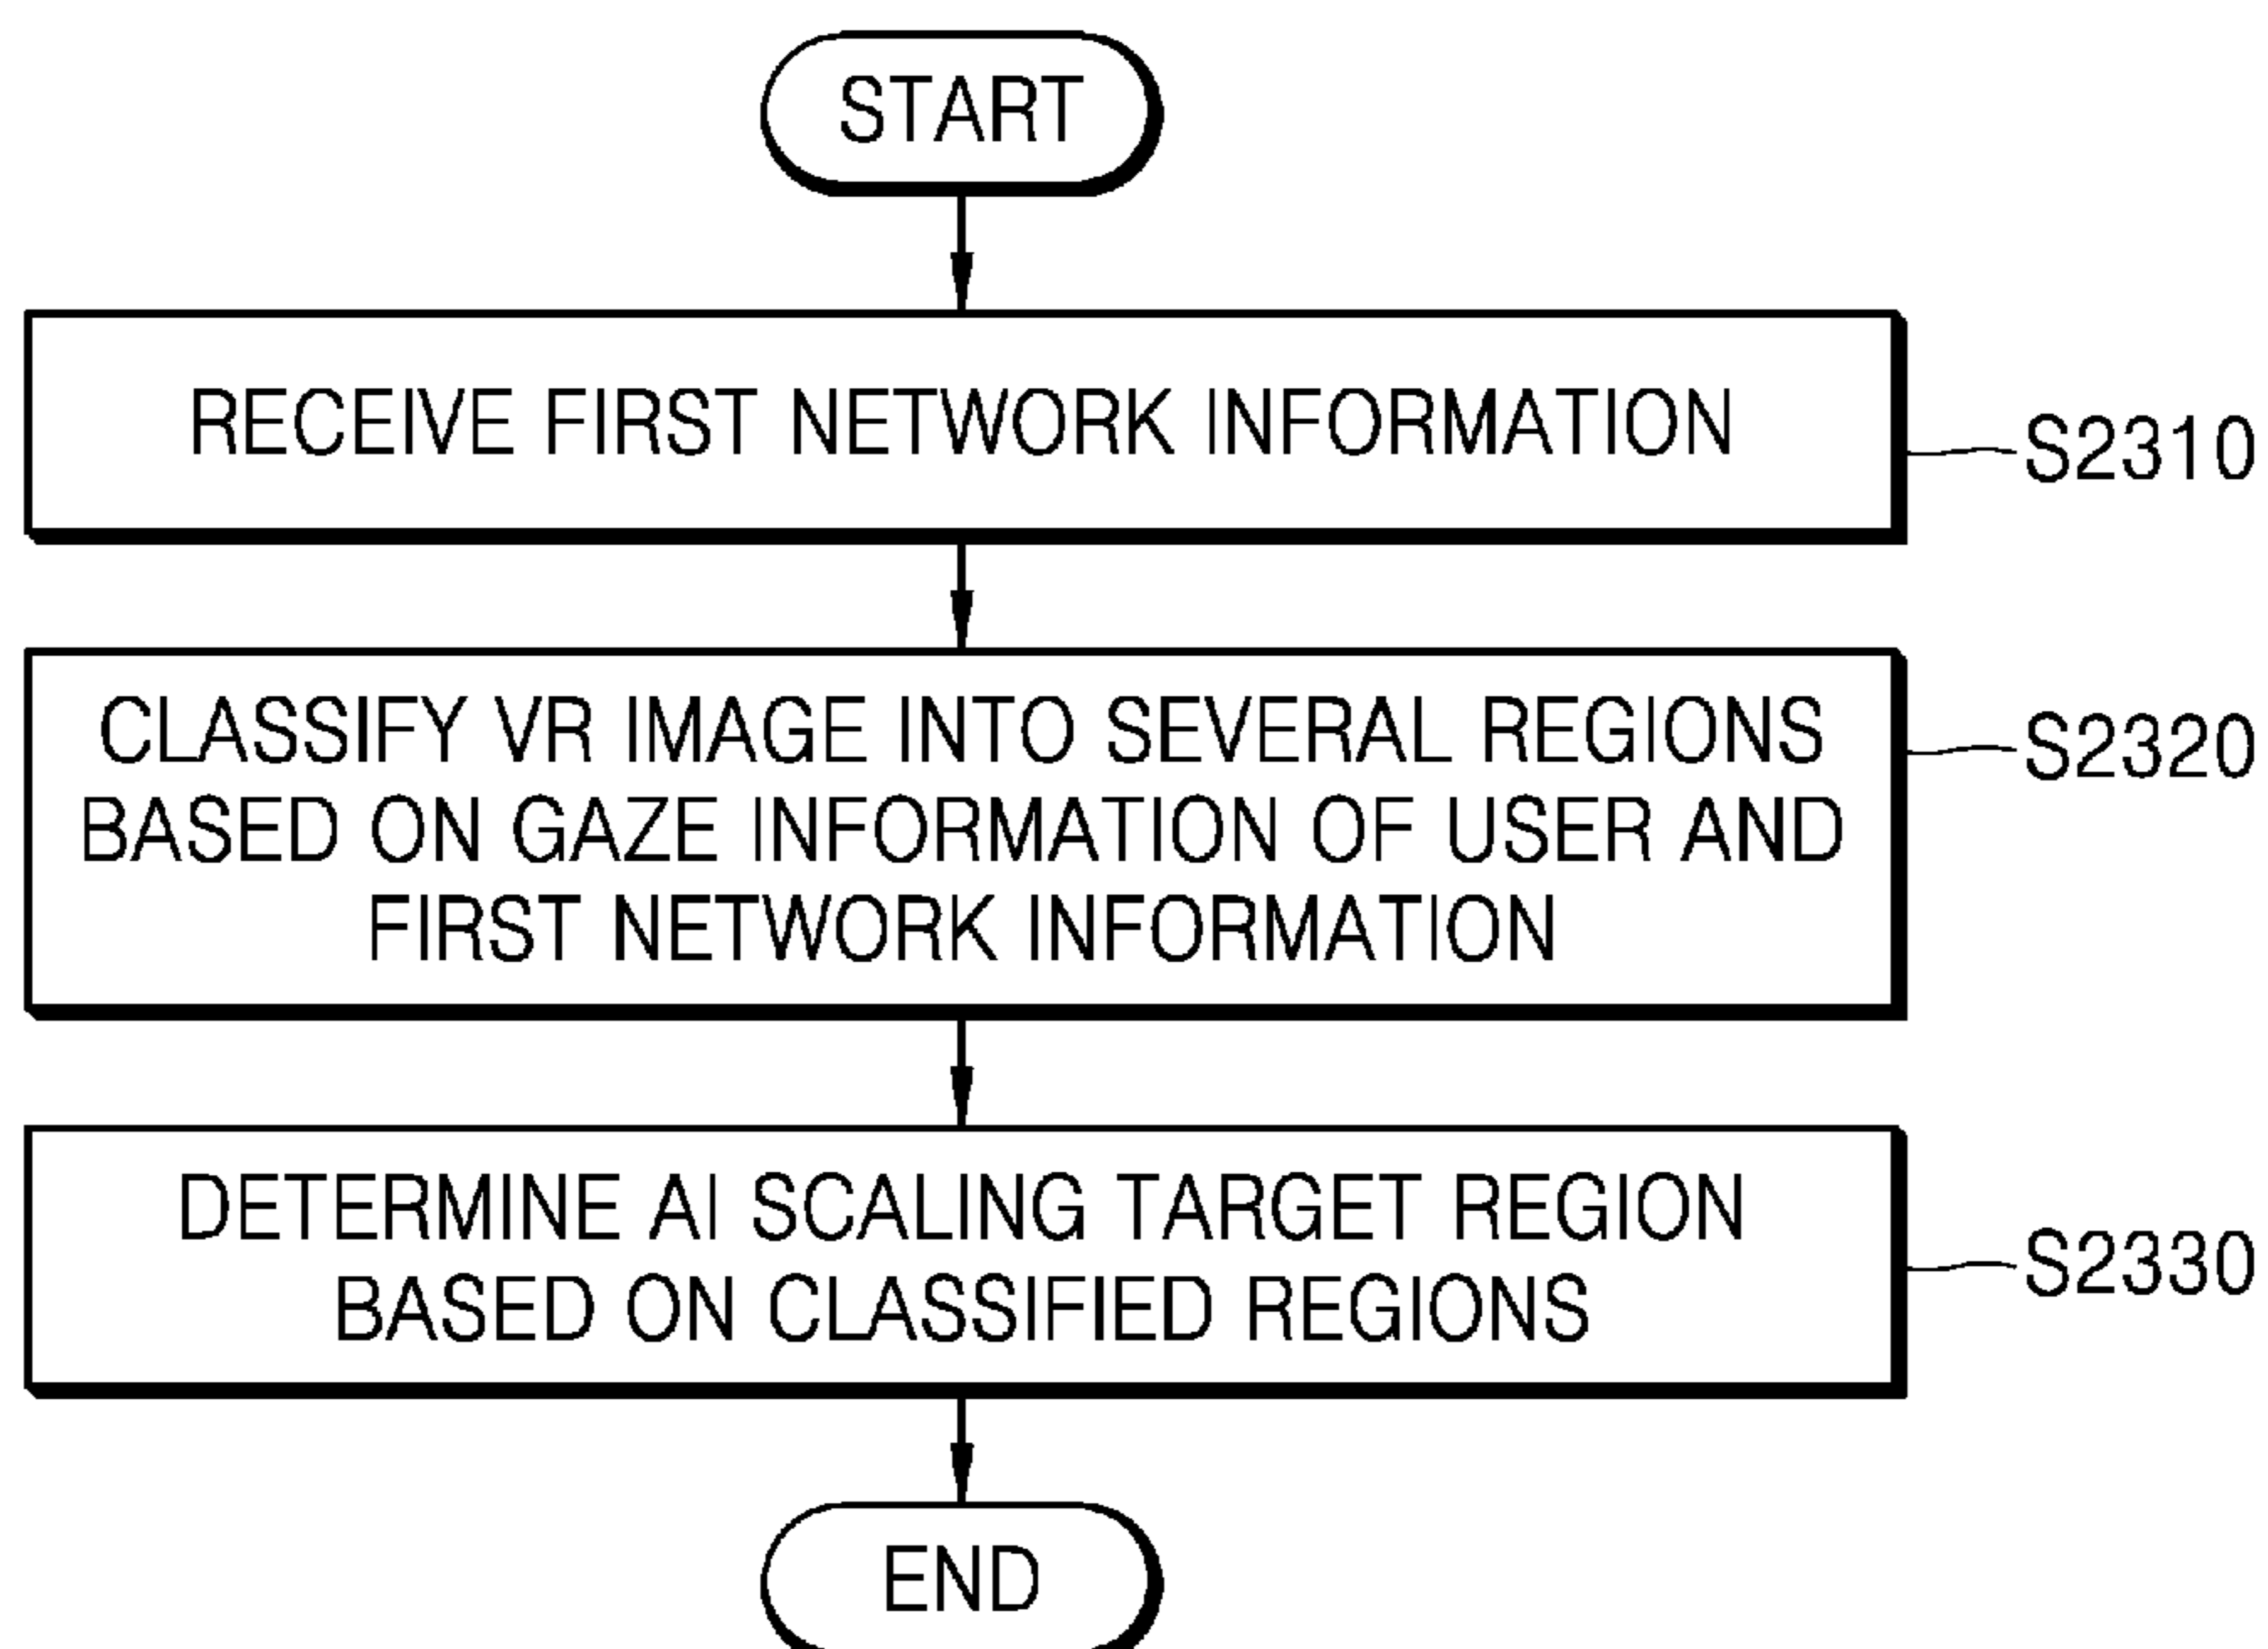 START
RECEIVE FIRST NETWORK INFORMATION
S2310
CLASSIFY VR IMAGE INTO SEVERAL REGIONS
BASED ON GAZE INFORMATION OF USER AND
FIRST NETWORK INFORMATION
S2320
DETERMINE AI SCALING TARGET REGION
BASED ON CLASSIFIED REGIONS
S2330
END